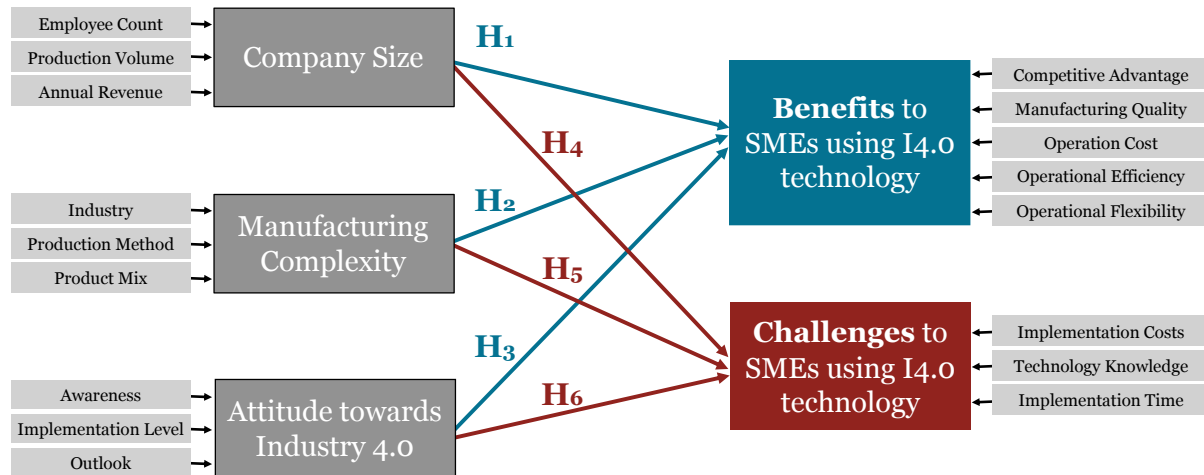 Employee Count
Production Volume
Annual Revenue
Company Size
Industry
Production Method
Product Mix
Manufacturing
Complexity
Awareness
Implementation Level
Outlook
Attitude towards
Industry 4.0
H1
H4
H2
H5
H3
H6
Benefits to
SMEs using I4.0
technology
Competitive Advantage
Manufacturing Quality
Operation Cost
Operational Efficiency
Operational Flexibility
Challenges to
SMEs using I4.0
technology
Implementation Costs
Technology Knowledge
Implementation Time